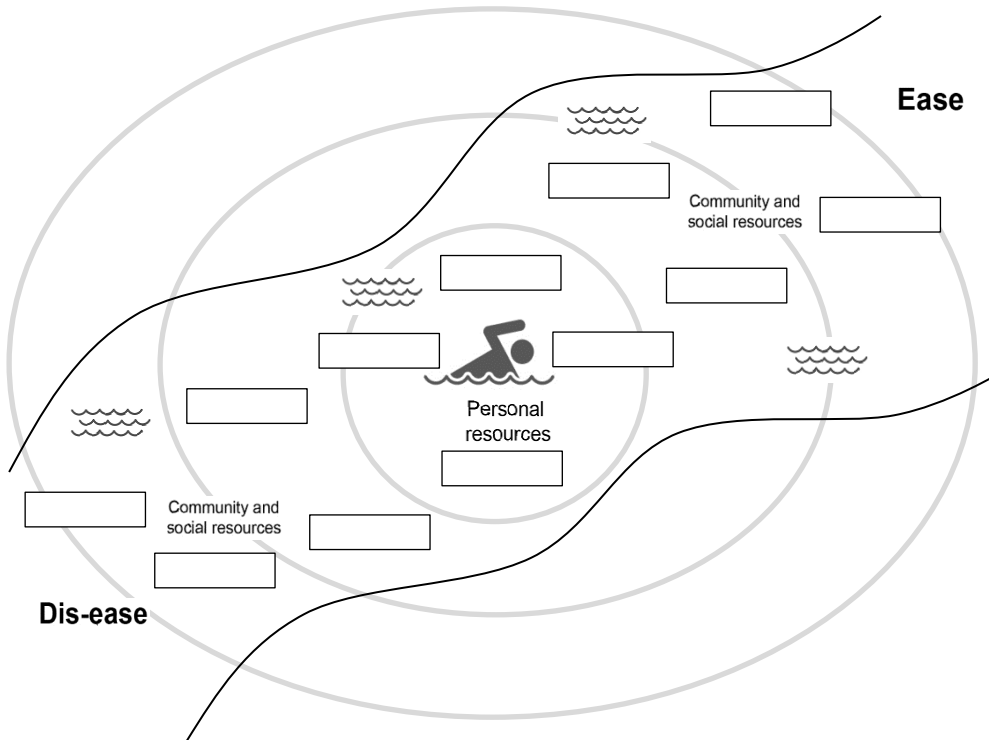 Ease
Community and
social resources
Personal
resources
Community and
social resources
Dis-ease